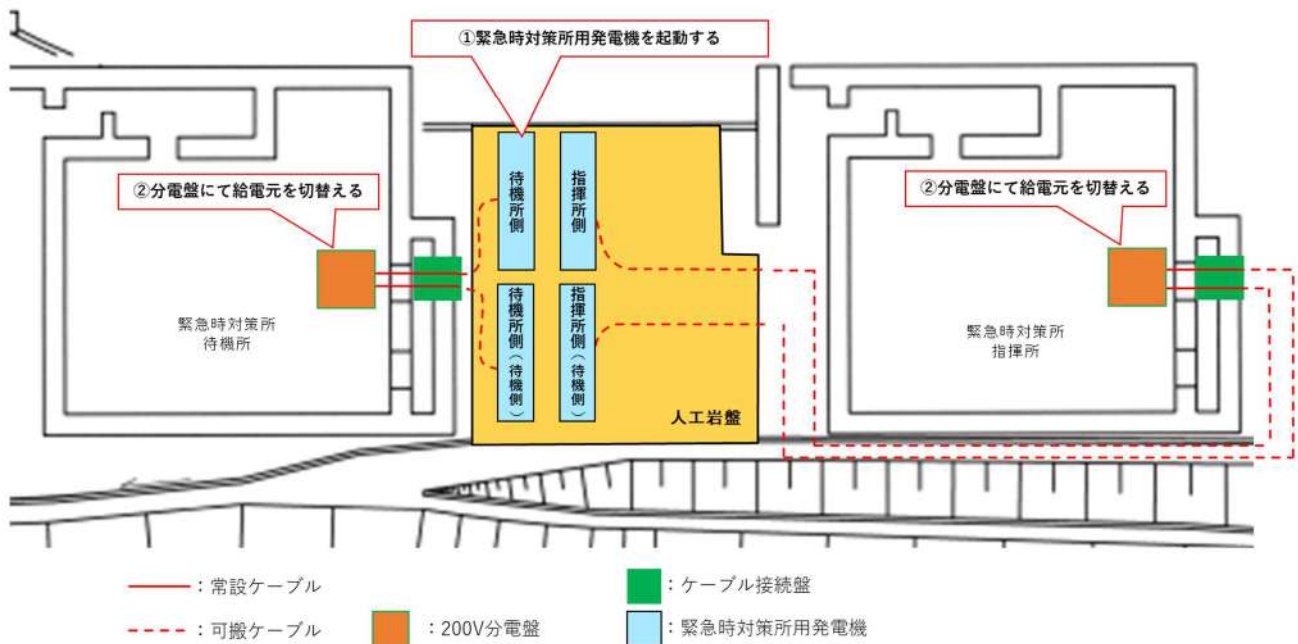 ①緊急時対策所用発電機を起動する
②分電盤にて給電元を切替える
②分電盤にて給電元を切替える
待機所側
指揮所側
待機所側(待機側)
指揮所側(待機側)
緊急時対策所
待機所
緊急時対策所
指揮所
人工岩盤
:常設ケーブル
:ケーブル接続盤
:可搬ケーブル
:200V分電盤
:緊急時対策所用発電機